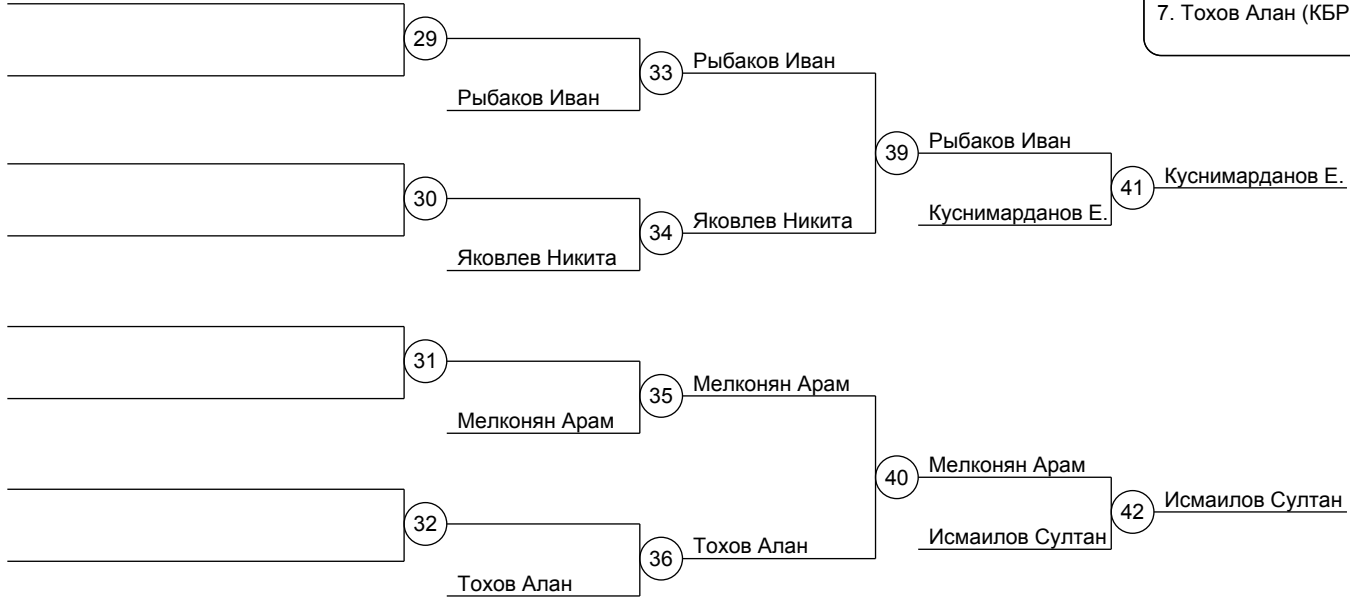 7. Тохов Алан (КБР
29
33
Рыбаков Иван
Рыбаков Иван
39
Рыбаков Иван
41
Куснимарданов Е.
30
34
Яковлев Никита
Куснимарданов Е.
Яковлев Никита
31
35
Мелконян Арам
Мелконян Арам
40
Мелконян Арам
42
Исмаилов Султан
32
36
Тохов Алан
Исмаилов Султан
Тохов Алан